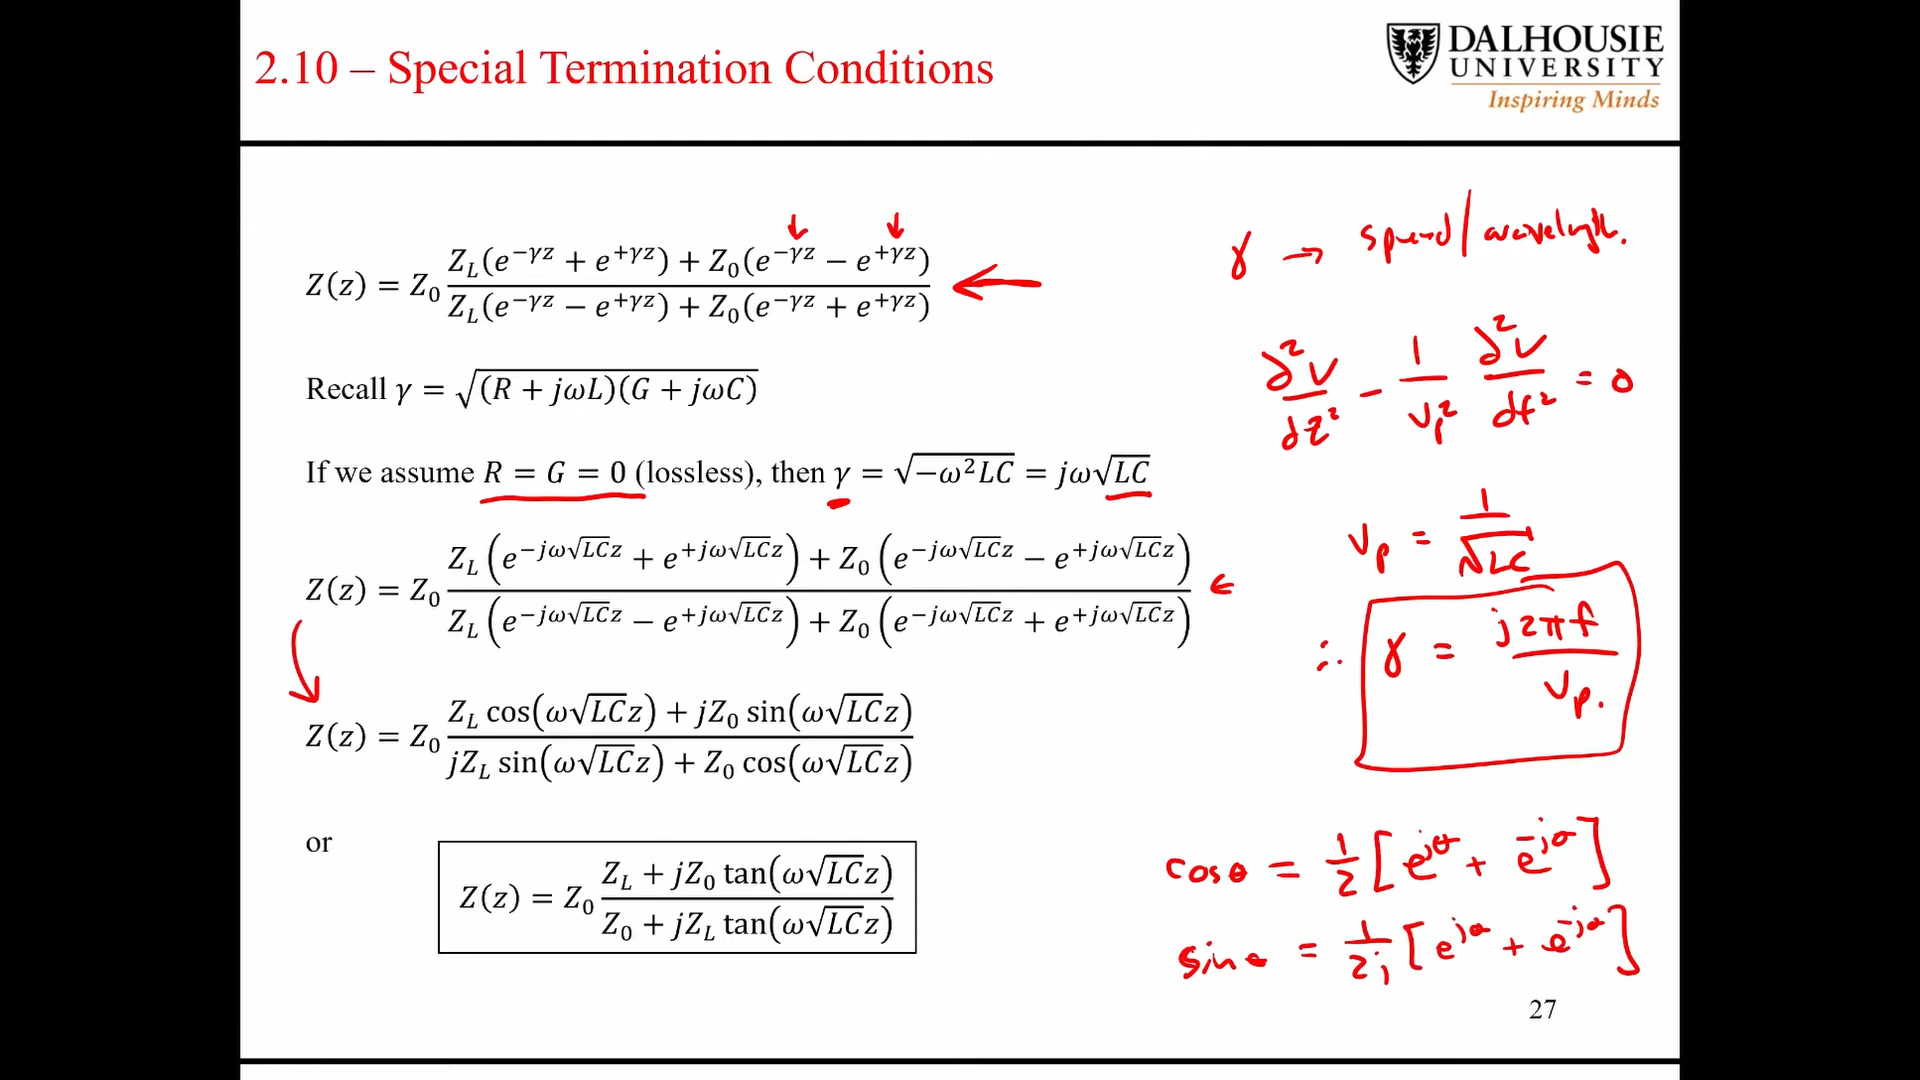 2.10 – Special Termination Conditions
DALHOUSIE
UNIVERSITY
Inspiring Minds
Z(z) = Z₀ (Z_L(e^{−γz} + e^{+γz}) + Z₀(e^{−γz} − e^{+γz})) / (Z_L(e^{−γz} − e^{+γz}) + Z₀(e^{−γz} + e^{+γz}))
Recall γ = √((R + jωL)(G + jωC))
If we assume R = G = 0 (lossless), then γ = √(−ω²LC) = jω√LC
Z(z) = Z₀ (Z_L(e^{−jω√LCz} + e^{+jω√LCz}) + Z₀(e^{−jω√LCz} − e^{+jω√LCz})) / (Z_L(e^{−jω√LCz} − e^{+jω√LCz}) + Z₀(e^{−jω√LCz} + e^{+jω√LCz}))
Z(z) = Z₀ (Z_L cos(ω√LCz) + jZ₀ sin(ω√LCz)) / (jZ_L sin(ω√LCz) + Z₀ cos(ω√LCz))
or
Z(z) = Z₀ (Z_L + jZ₀ tan(ω√LCz)) / (Z₀ + jZ_L tan(ω√LCz))
γ → speed/wavelength.
∂²V/dz² − 1/v_p² ∂²V/dt² = 0
v_p = 1/√LC
∴ γ = j2πf/v_p.
cosθ = 1/2 [e^{jθ} + e^{−jθ}]
sinθ = 1/2j [e^{jθ} + e^{−jθ}]
27